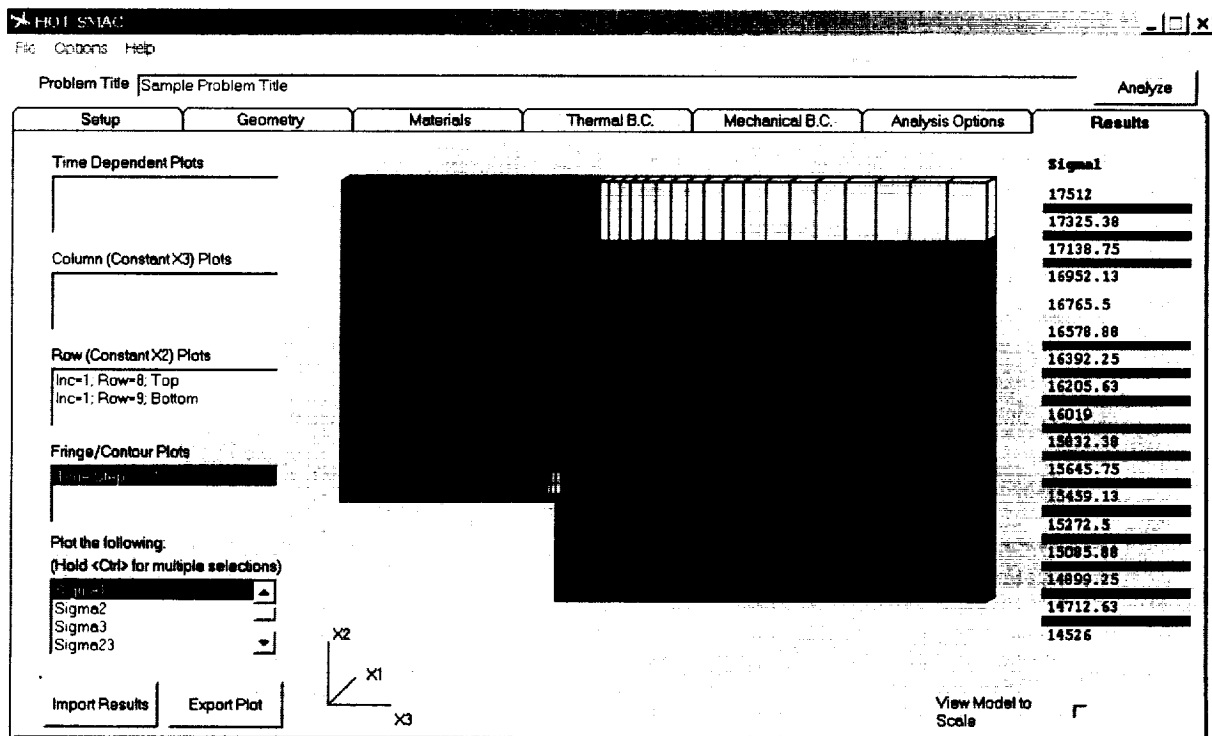 HOT SMAC
File Options Help
Problem Title Sample Problem Title
Analyze
Setup Geometry Materials Thermal B.C. Mechanical B.C. Analysis Options Results
Time Dependent Plots
Column (Constant X3) Plots
Row (Constant X2) Plots
Inc=1; Row=8; Top
Inc=1; Row=9; Bottom
Fringe/Contour Plots
Plot the following:
(Hold <Ctrl> for multiple selections)
Sigma1
Sigma2
Sigma3
Sigma23
Import Results Export Plot
X2
X1
X3
Sigma1
17512
17325.38
17138.75
16952.13
16765.5
16578.88
16392.25
16205.63
16019
15832.38
15645.75
15459.13
15272.5
15085.88
14899.25
14712.63
14526
View Model to
Scale